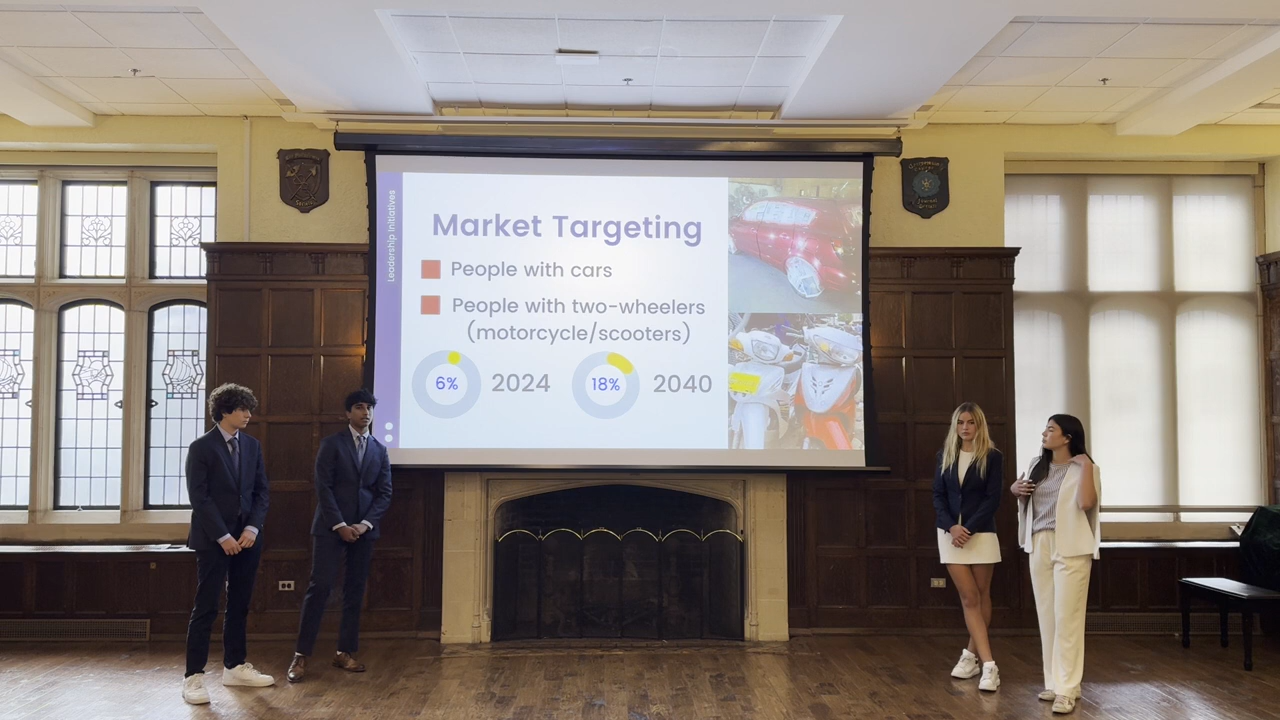 Leadership Initiatives
Market Targeting
People with cars
People with two-wheelers
(motorcycle/scooters)
6%
2024
18%
2040